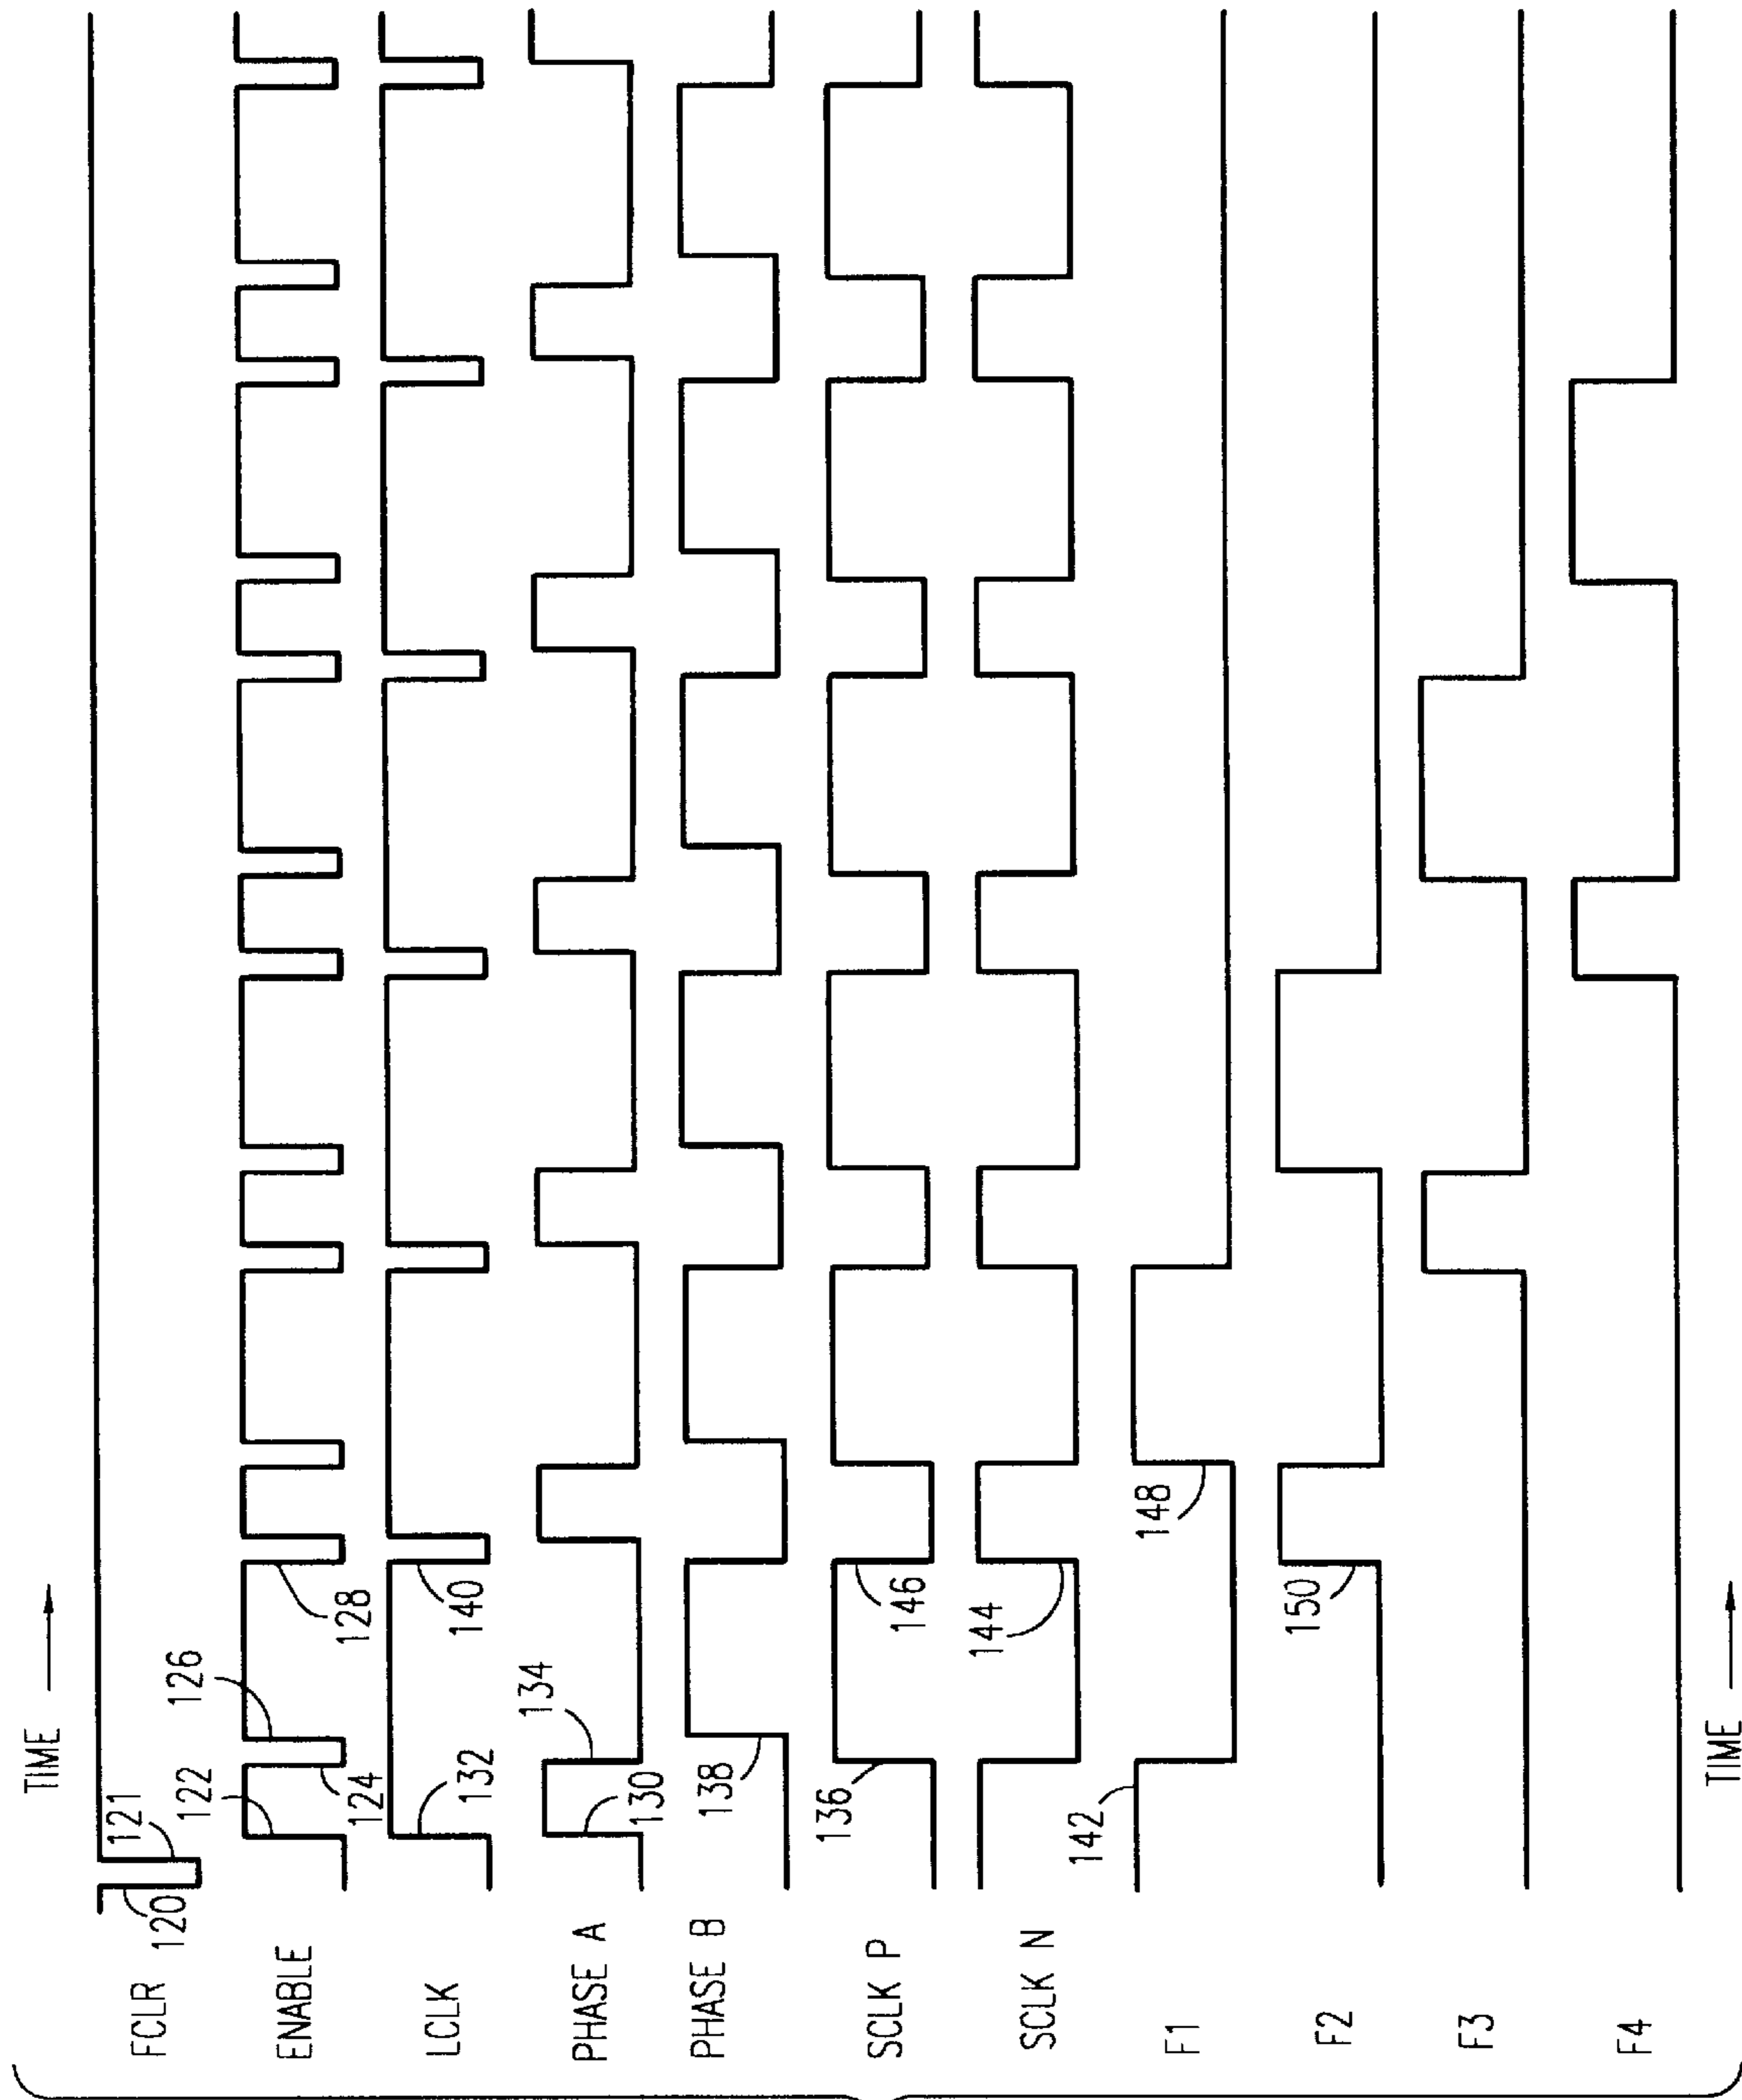 TIME
FCLR
120
121
ENABLE
122
124
126
128
LCLK
132
140
PHASE A
130
134
PHASE B
138
SCLK P
136
146
SCLK N
144
F1
142
148
F2
150
F3
F4
TIME